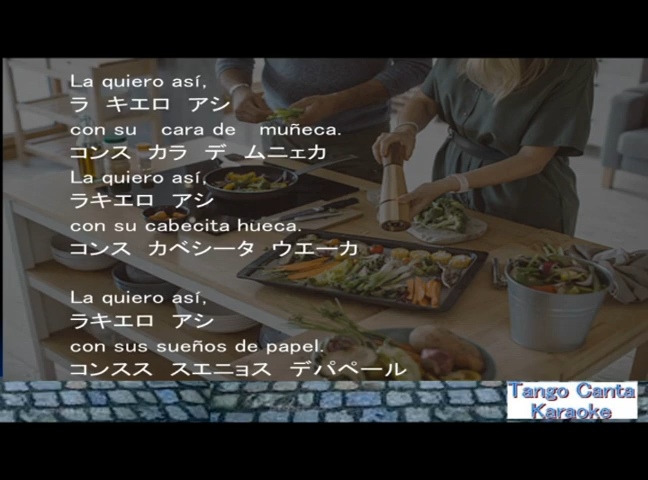 La quiero así,
ラ キエロ アシ
con su cara de muñeca.
コンス カラ デ ムニェカ
La quiero así,
ラキエロ アシ
con su cabecita hueca.
コンス カベシータ ウエーカ
La quiero así,
ラキエロ アシ
con sus sueños de papel.
コンスス スエニョス デパペール
Tango Canta
Karaoke